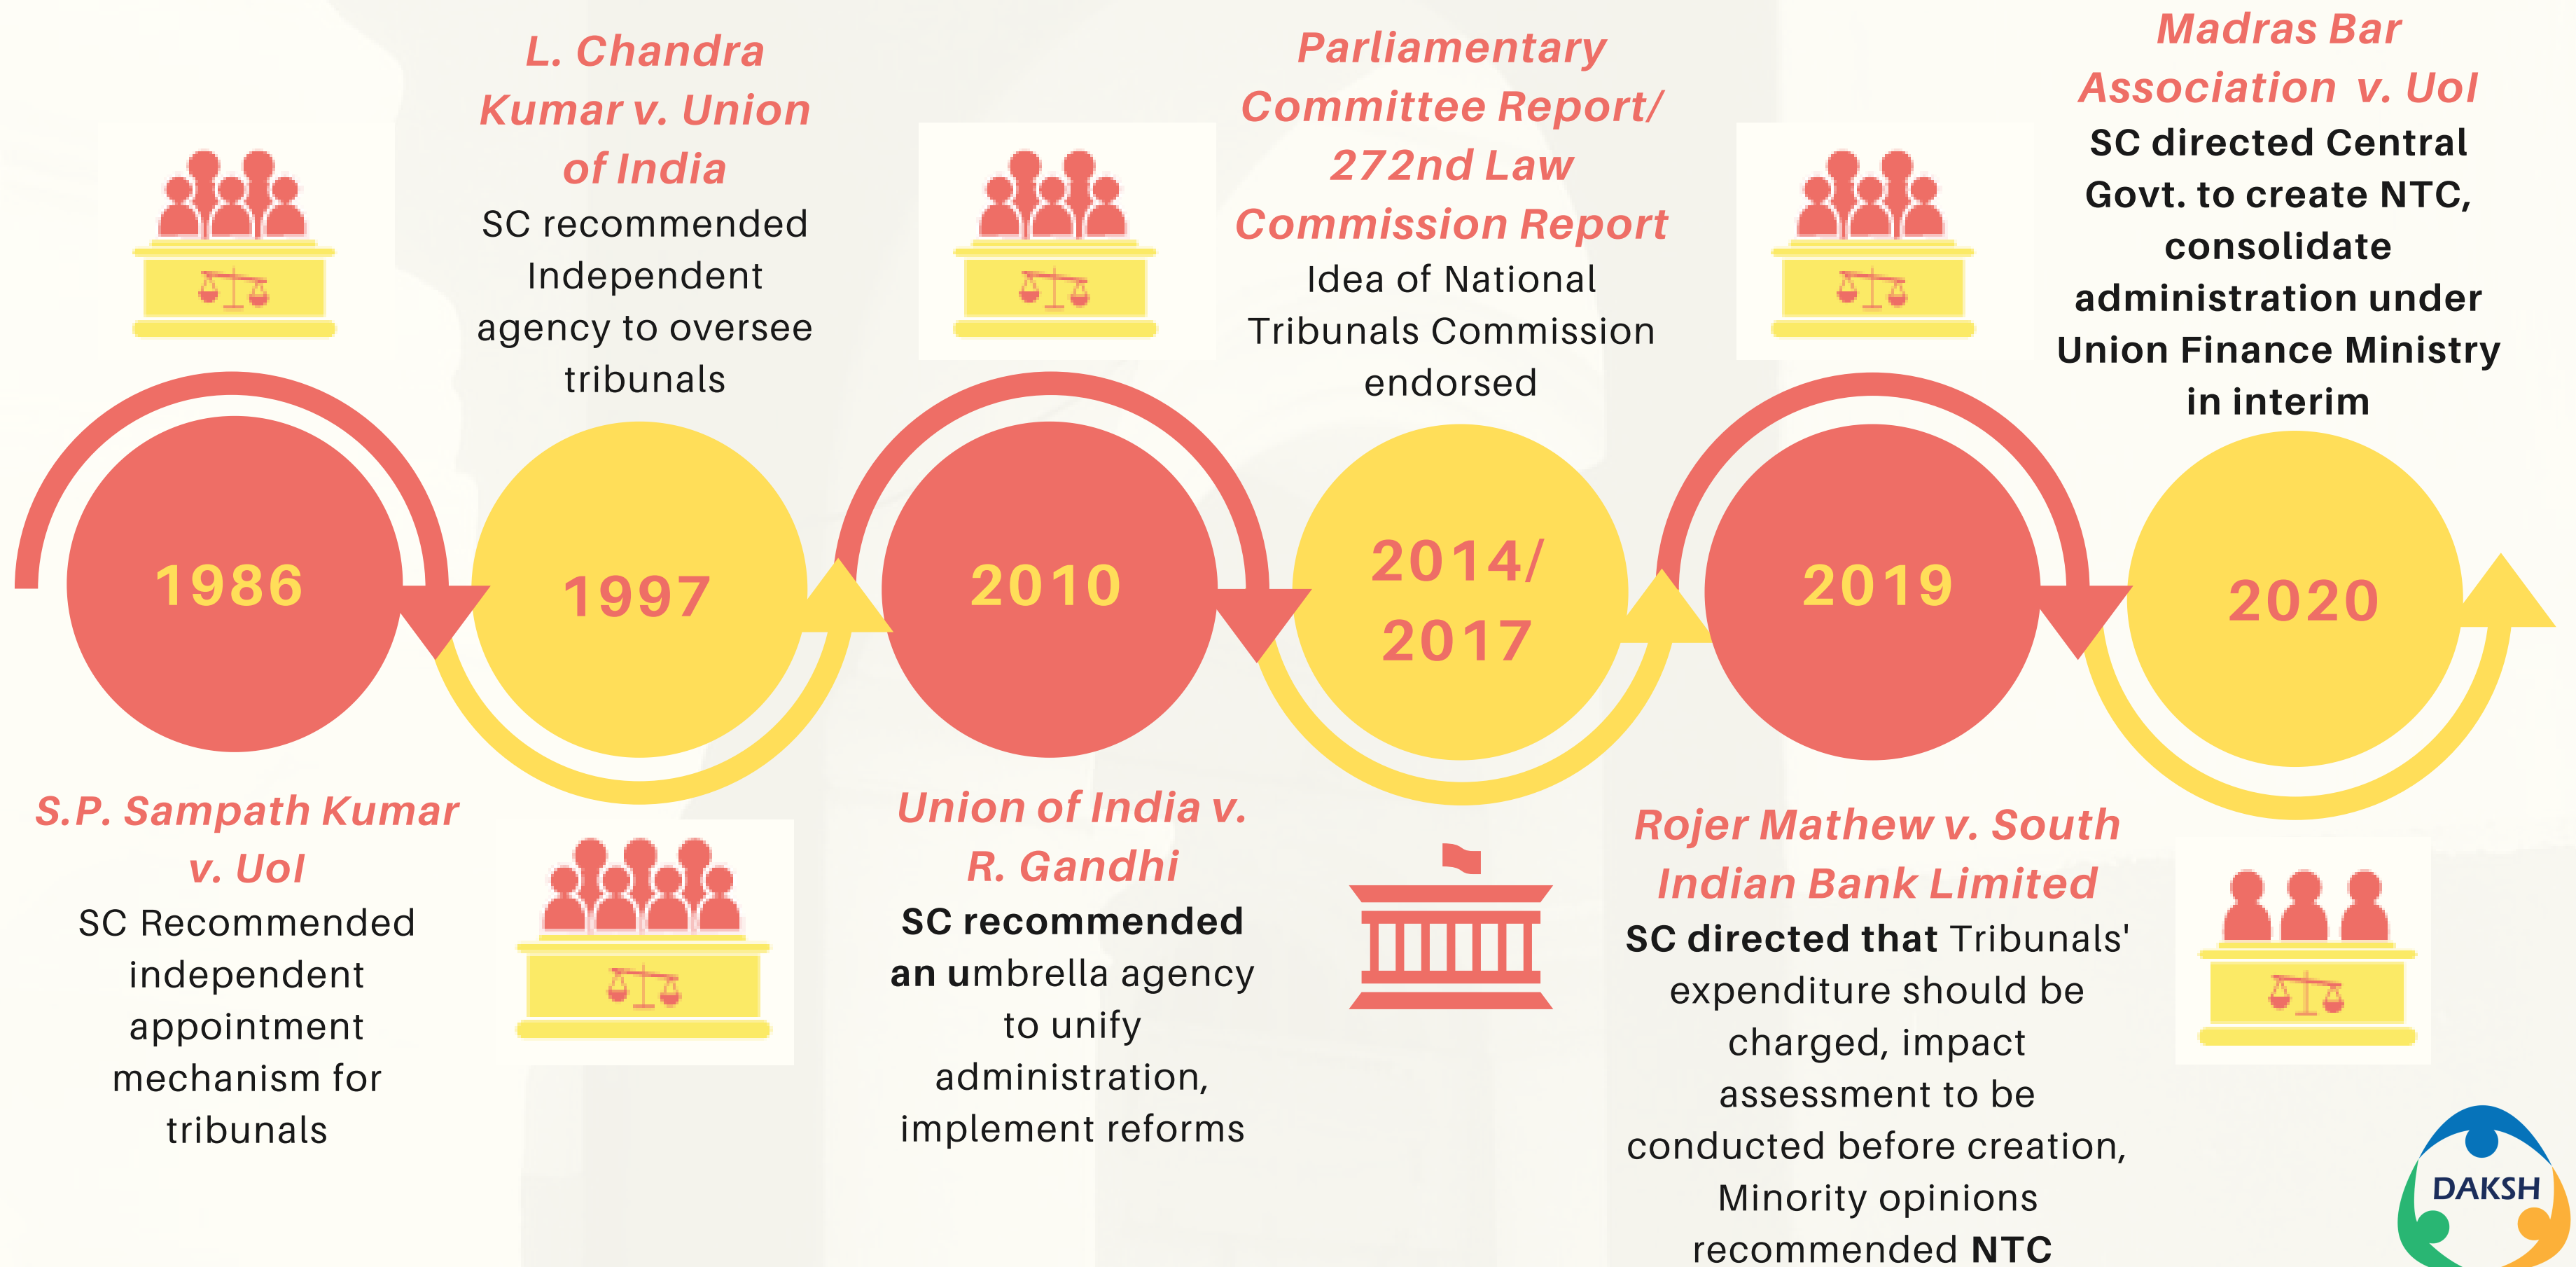 1986
S.P. Sampath Kumar
v. UoI
SC Recommended
independent
appointment
mechanism for
tribunals
L. Chandra
Kumar v. Union
of India
SC recommended
Independent
agency to oversee
tribunals
1997
2010
Union of India v.
R. Gandhi
SC recommended
an umbrella agency
to unify
administration,
implement reforms
Parliamentary
Committee Report/
272nd Law
Commission Report
Idea of National
Tribunals Commission
endorsed
2014/
2017
2019
Rojer Mathew v. South
Indian Bank Limited
SC directed that Tribunals'
expenditure should be
charged, impact
assessment to be
conducted before creation,
Minority opinions
recommended NTC
Madras Bar
Association v. UoI
SC directed Central
Govt. to create NTC,
consolidate
administration under
Union Finance Ministry
in interim
2020
DAKSH